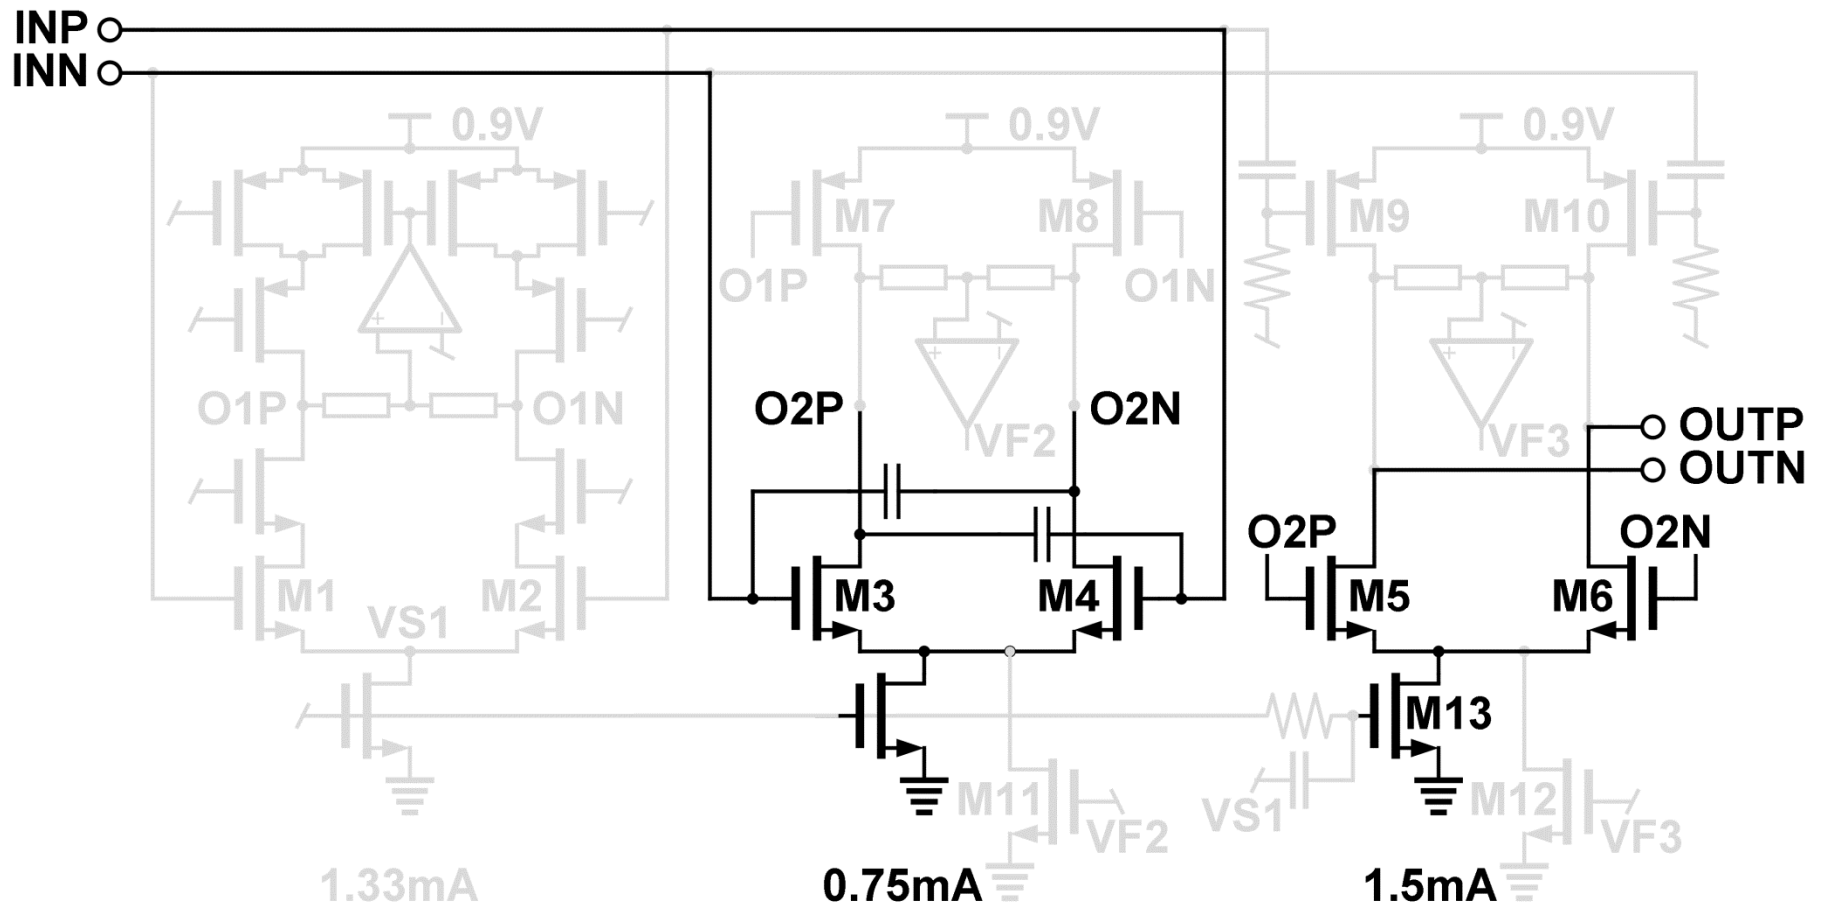 INP
INN
0.9V
0.9V
0.9V
M7
M8
M9
M10
O1P
O1N
O1P
O1N
O2P
O2N
VF2
VF3
OUTP
OUTN
O2P
O2N
M1
M2
M3
M4
M5
M6
VS1
M13
M11
VF2
VS1
M12
VF3
1.33mA
0.75mA
1.5mA